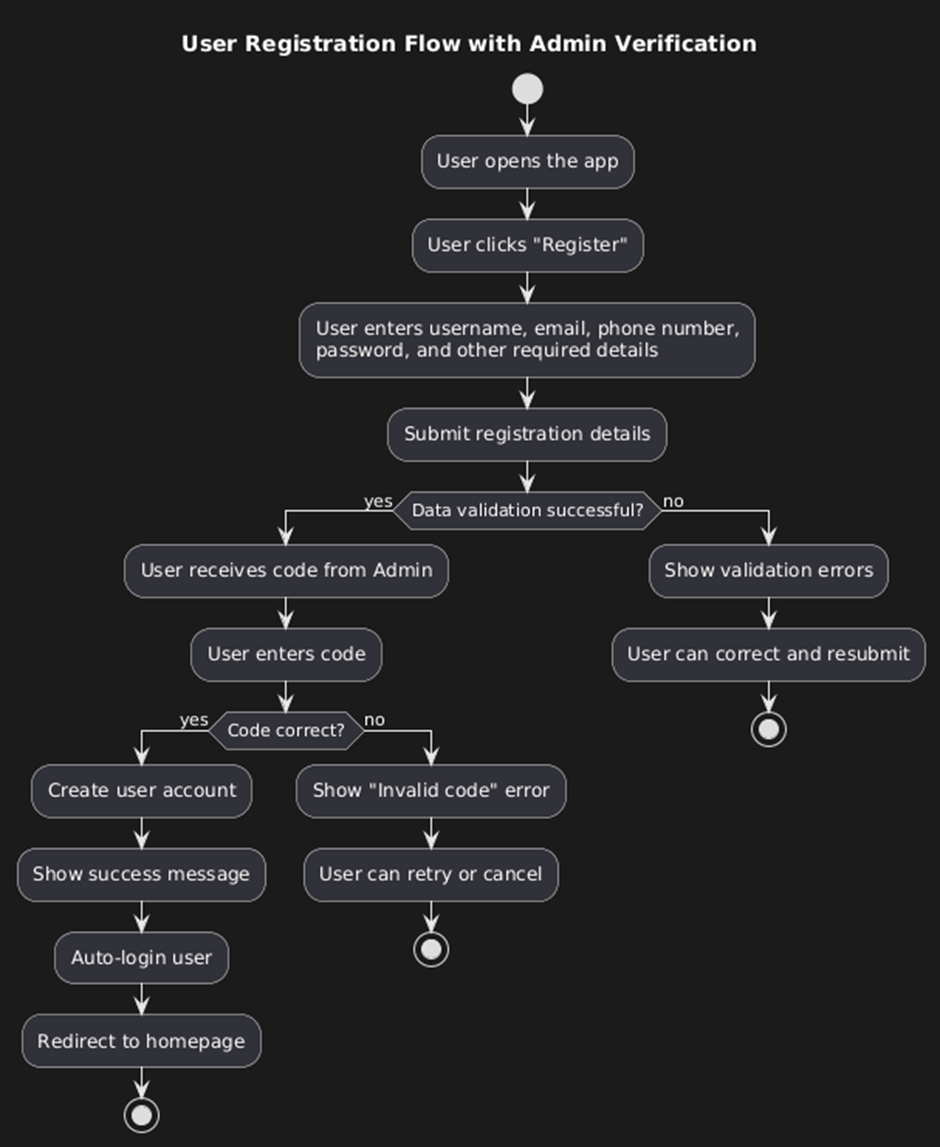 User Registration Flow with Admin Verification
User opens the app
User clicks "Register"
User enters username, email, phone number,
password, and other required details
Submit registration details
yes
Data validation successful?
no
User receives code from Admin
Show validation errors
User enters code
User can correct and resubmit
yes
Code correct?
no
Create user account
Show "Invalid code" error
Show success message
User can retry or cancel
Auto-login user
Redirect to homepage